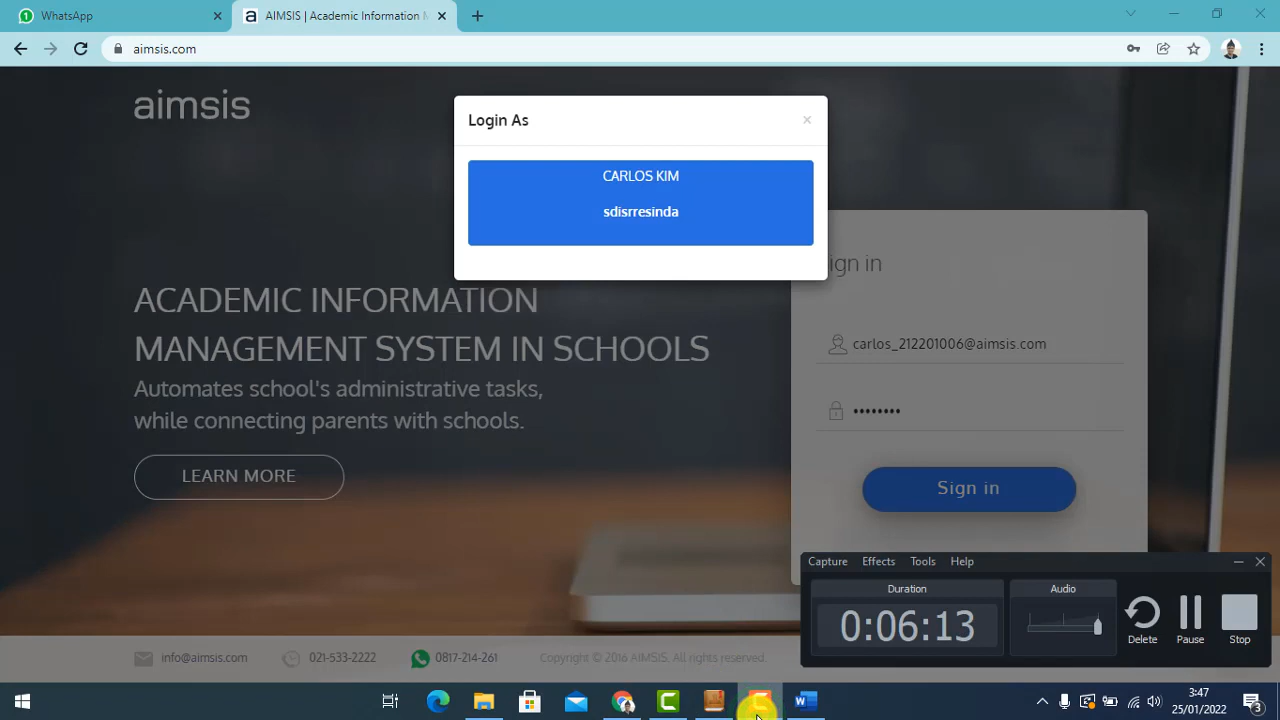 WhatsApp
AIMSIS | Academic Information M
aimsis.com
aimsis
Login As
CARLOS KIM
sdisrresinda
ign in
carlos_212201006@aimsis.com
••••••••
Sign in
ACADEMIC INFORMATION
MANAGEMENT SYSTEM IN SCHOOLS
Automates school's administrative tasks,
while connecting parents with schools.
LEARN MORE
Capture Effects Tools Help
Duration
0:06:13
Audio
Delete
Pause
Stop
info@aimsis.com
021-533-2222
0817-214-261
Copyright © 2016 AIMSIS. All rights reserved.
3:47
25/01/2022
3